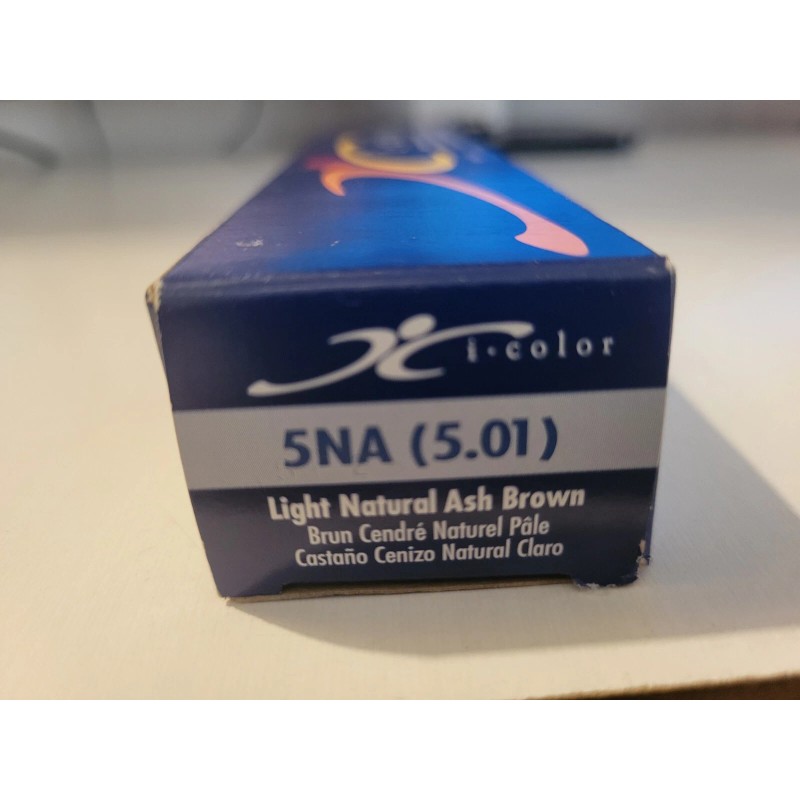 i·color
5NA (5.01)
Light Natural Ash Brown
Brun Cendré Naturel Pâle
Castaño Cenizo Natural Claro